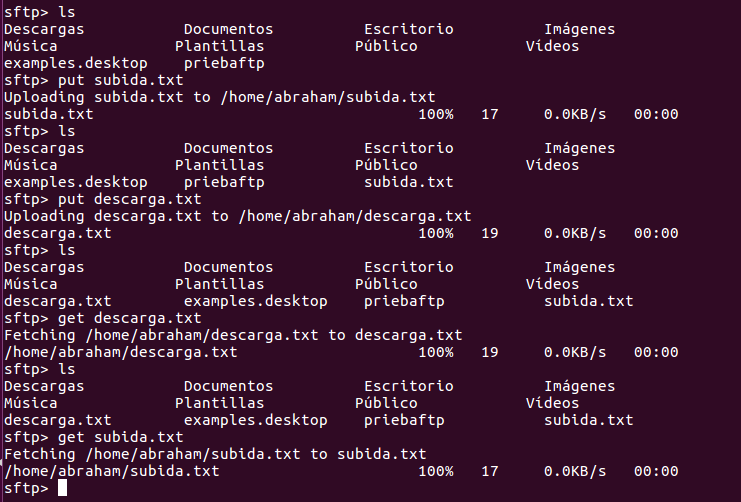 sftp> ls
Descargas Documentos Escritorio Imágenes
Música Plantillas Público Vídeos
examples.desktop priebaftp
sftp> put subida.txt
Uploading subida.txt to /home/abraham/subida.txt
subida.txt 100% 17 0.0KB/s 00:00
sftp> ls
Descargas Documentos Escritorio Imágenes
Música Plantillas Público Vídeos
examples.desktop priebaftp subida.txt
sftp> put descarga.txt
Uploading descarga.txt to /home/abraham/descarga.txt
descarga.txt 100% 19 0.0KB/s 00:00
sftp> ls
Descargas Documentos Escritorio Imágenes
Música Plantillas Público Vídeos
descarga.txt examples.desktop priebaftp subida.txt
sftp> get descarga.txt
Fetching /home/abraham/descarga.txt to descarga.txt
/home/abraham/descarga.txt 100% 19 0.0KB/s 00:00
sftp> ls
Descargas Documentos Escritorio Imágenes
Música Plantillas Público Vídeos
descarga.txt examples.desktop priebaftp subida.txt
sftp> get subida.txt
Fetching /home/abraham/subida.txt to subida.txt
/home/abraham/subida.txt 100% 17 0.0KB/s 00:00
sftp>